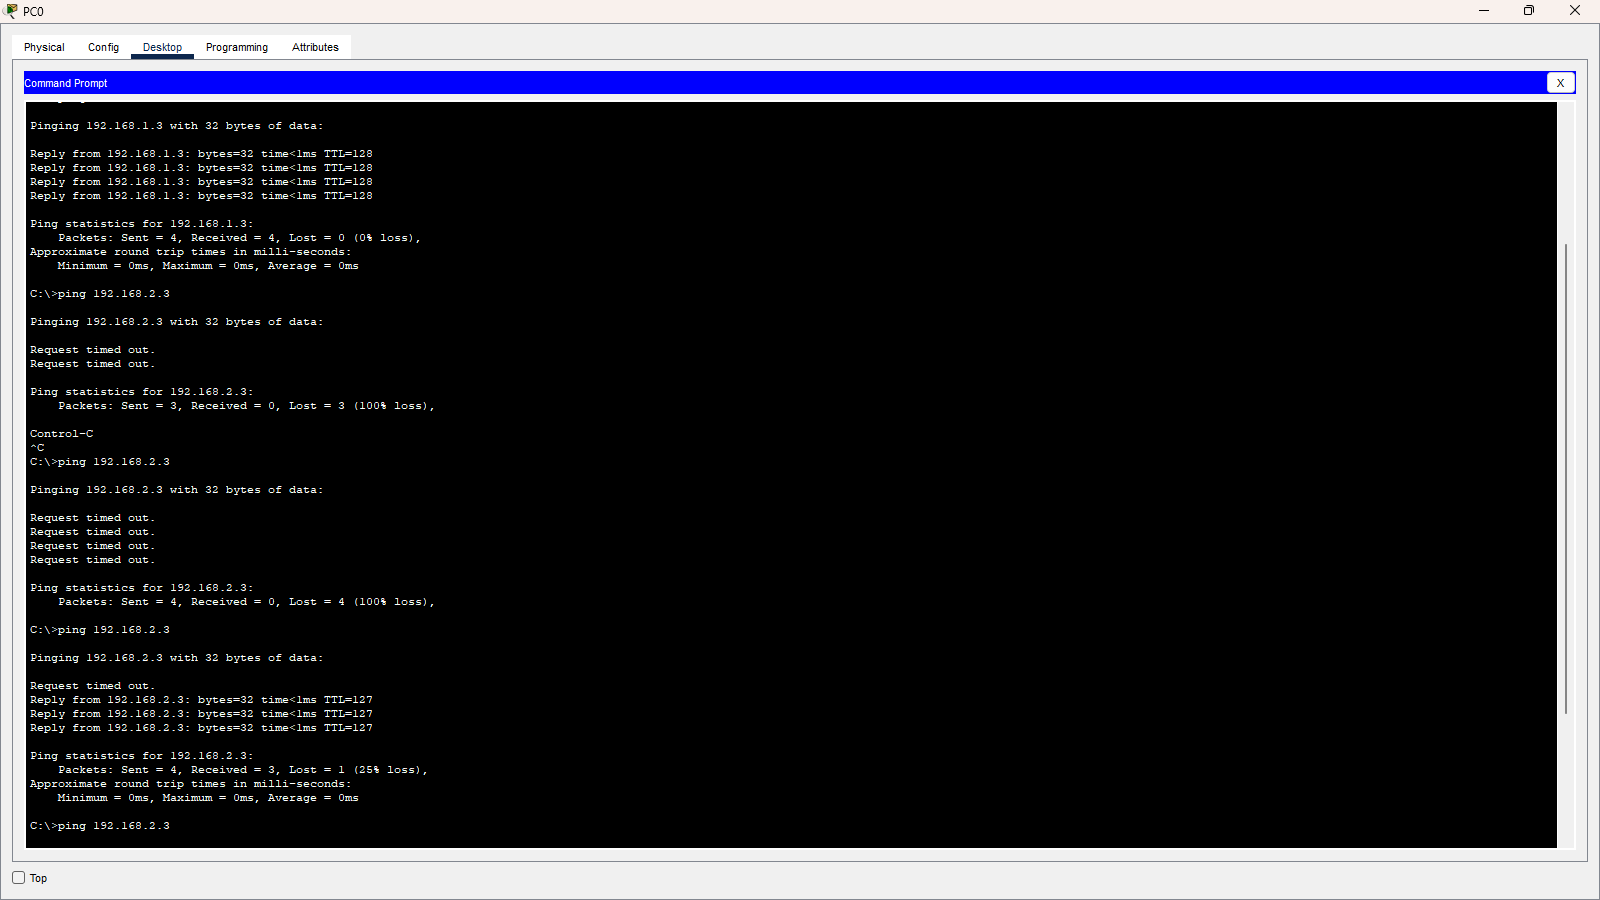 PC0
Physical Config Desktop Programming Attributes
Command Prompt
X
Pinging 192.168.1.3 with 32 bytes of data:
Reply from 192.168.1.3: bytes=32 time<1ms TTL=128
Reply from 192.168.1.3: bytes=32 time<1ms TTL=128
Reply from 192.168.1.3: bytes=32 time<1ms TTL=128
Reply from 192.168.1.3: bytes=32 time<1ms TTL=128
Ping statistics for 192.168.1.3:
Packets: Sent = 4, Received = 4, Lost = 0 (0% loss),
Approximate round trip times in milli-seconds:
Minimum = 0ms, Maximum = 0ms, Average = 0ms
C:\>ping 192.168.2.3
Pinging 192.168.2.3 with 32 bytes of data:
Request timed out.
Request timed out.
Ping statistics for 192.168.2.3:
Packets: Sent = 3, Received = 0, Lost = 3 (100% loss),
Control-C
^C
C:\>ping 192.168.2.3
Pinging 192.168.2.3 with 32 bytes of data:
Request timed out.
Request timed out.
Request timed out.
Request timed out.
Ping statistics for 192.168.2.3:
Packets: Sent = 4, Received = 0, Lost = 4 (100% loss),
C:\>ping 192.168.2.3
Pinging 192.168.2.3 with 32 bytes of data:
Request timed out.
Reply from 192.168.2.3: bytes=32 time<1ms TTL=127
Reply from 192.168.2.3: bytes=32 time<1ms TTL=127
Reply from 192.168.2.3: bytes=32 time<1ms TTL=127
Ping statistics for 192.168.2.3:
Packets: Sent = 4, Received = 3, Lost = 1 (25% loss),
Approximate round trip times in milli-seconds:
Minimum = 0ms, Maximum = 0ms, Average = 0ms
C:\>ping 192.168.2.3
Top